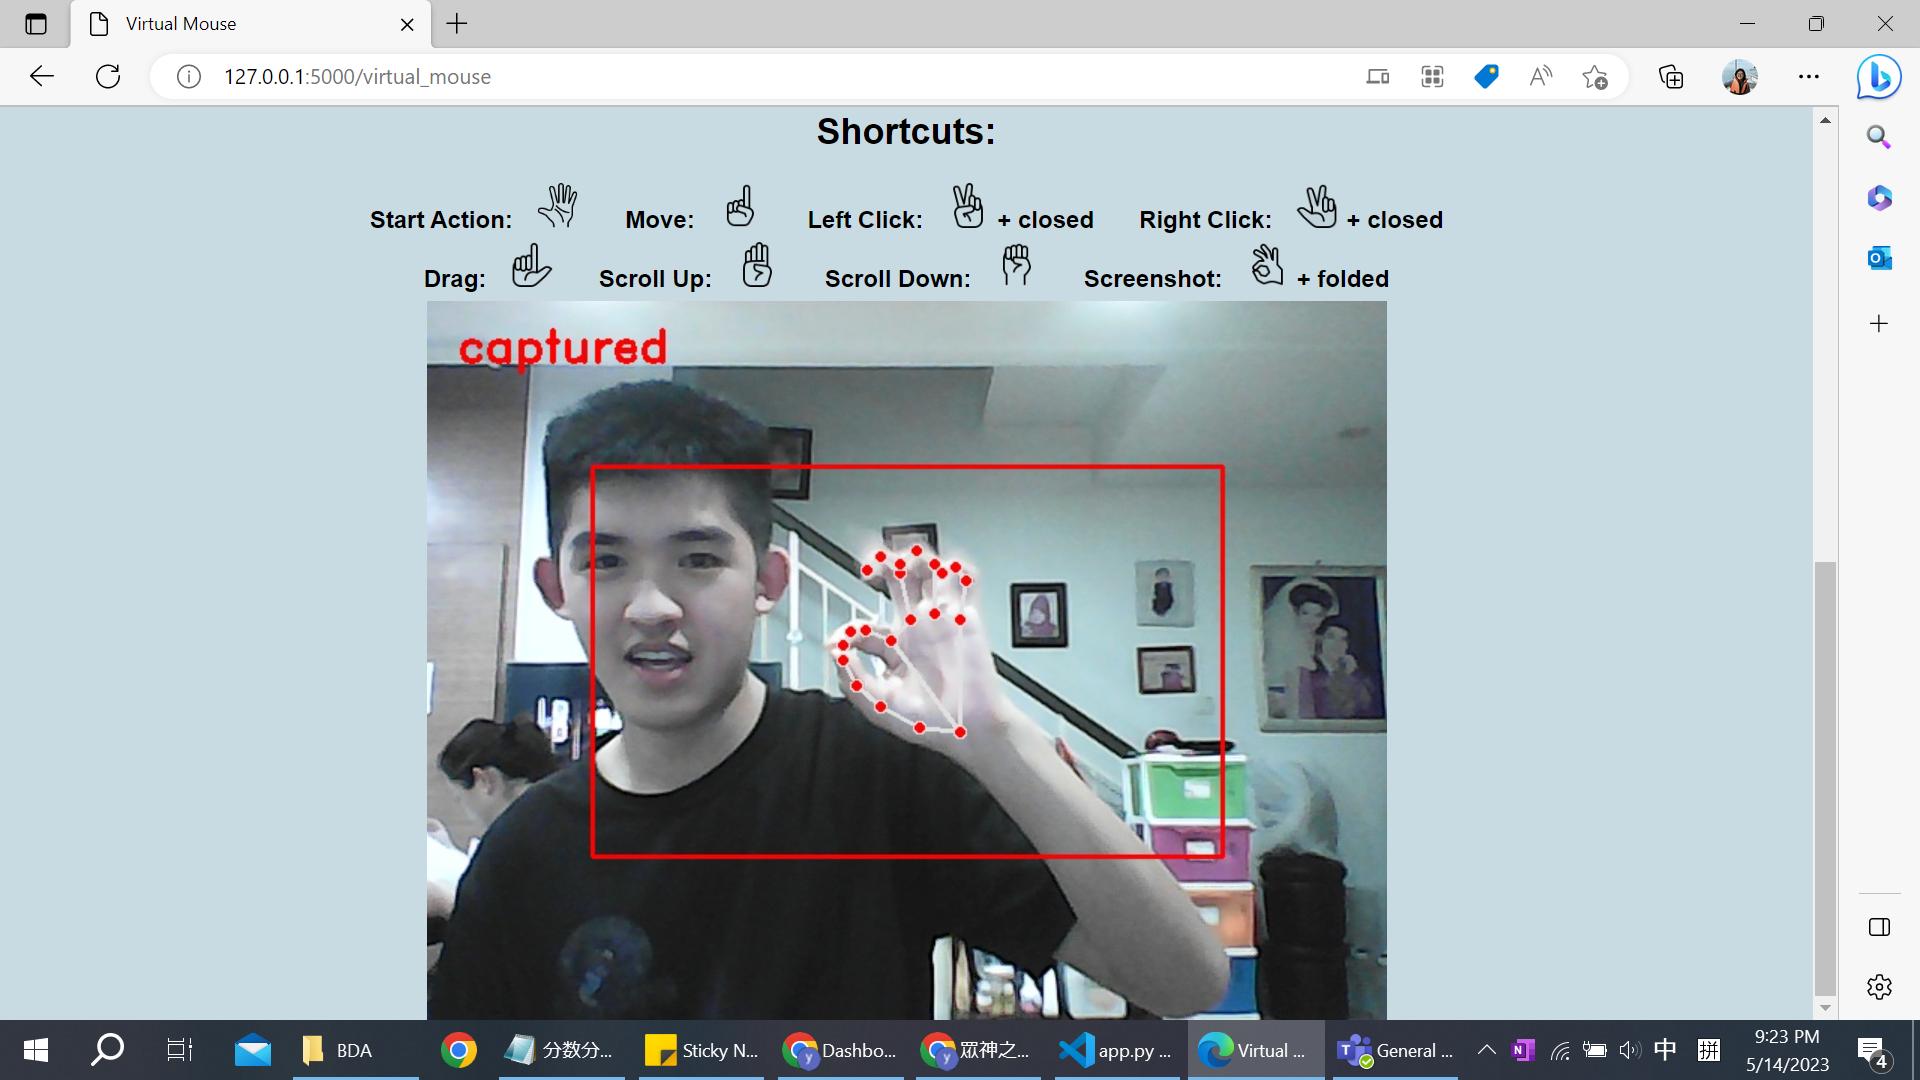 Virtual Mouse
127.0.0.1:5000/virtual_mouse
Shortcuts:
Start Action: Move: Left Click: + closed Right Click: + closed
Drag: Scroll Up: Scroll Down: Screenshot: + folded
captured
BDA 分数分... Sticky N... Dashbo... 眾神之... app.py ... Virtual ... General ... 中 拼 9:23 PM
5/14/2023 4